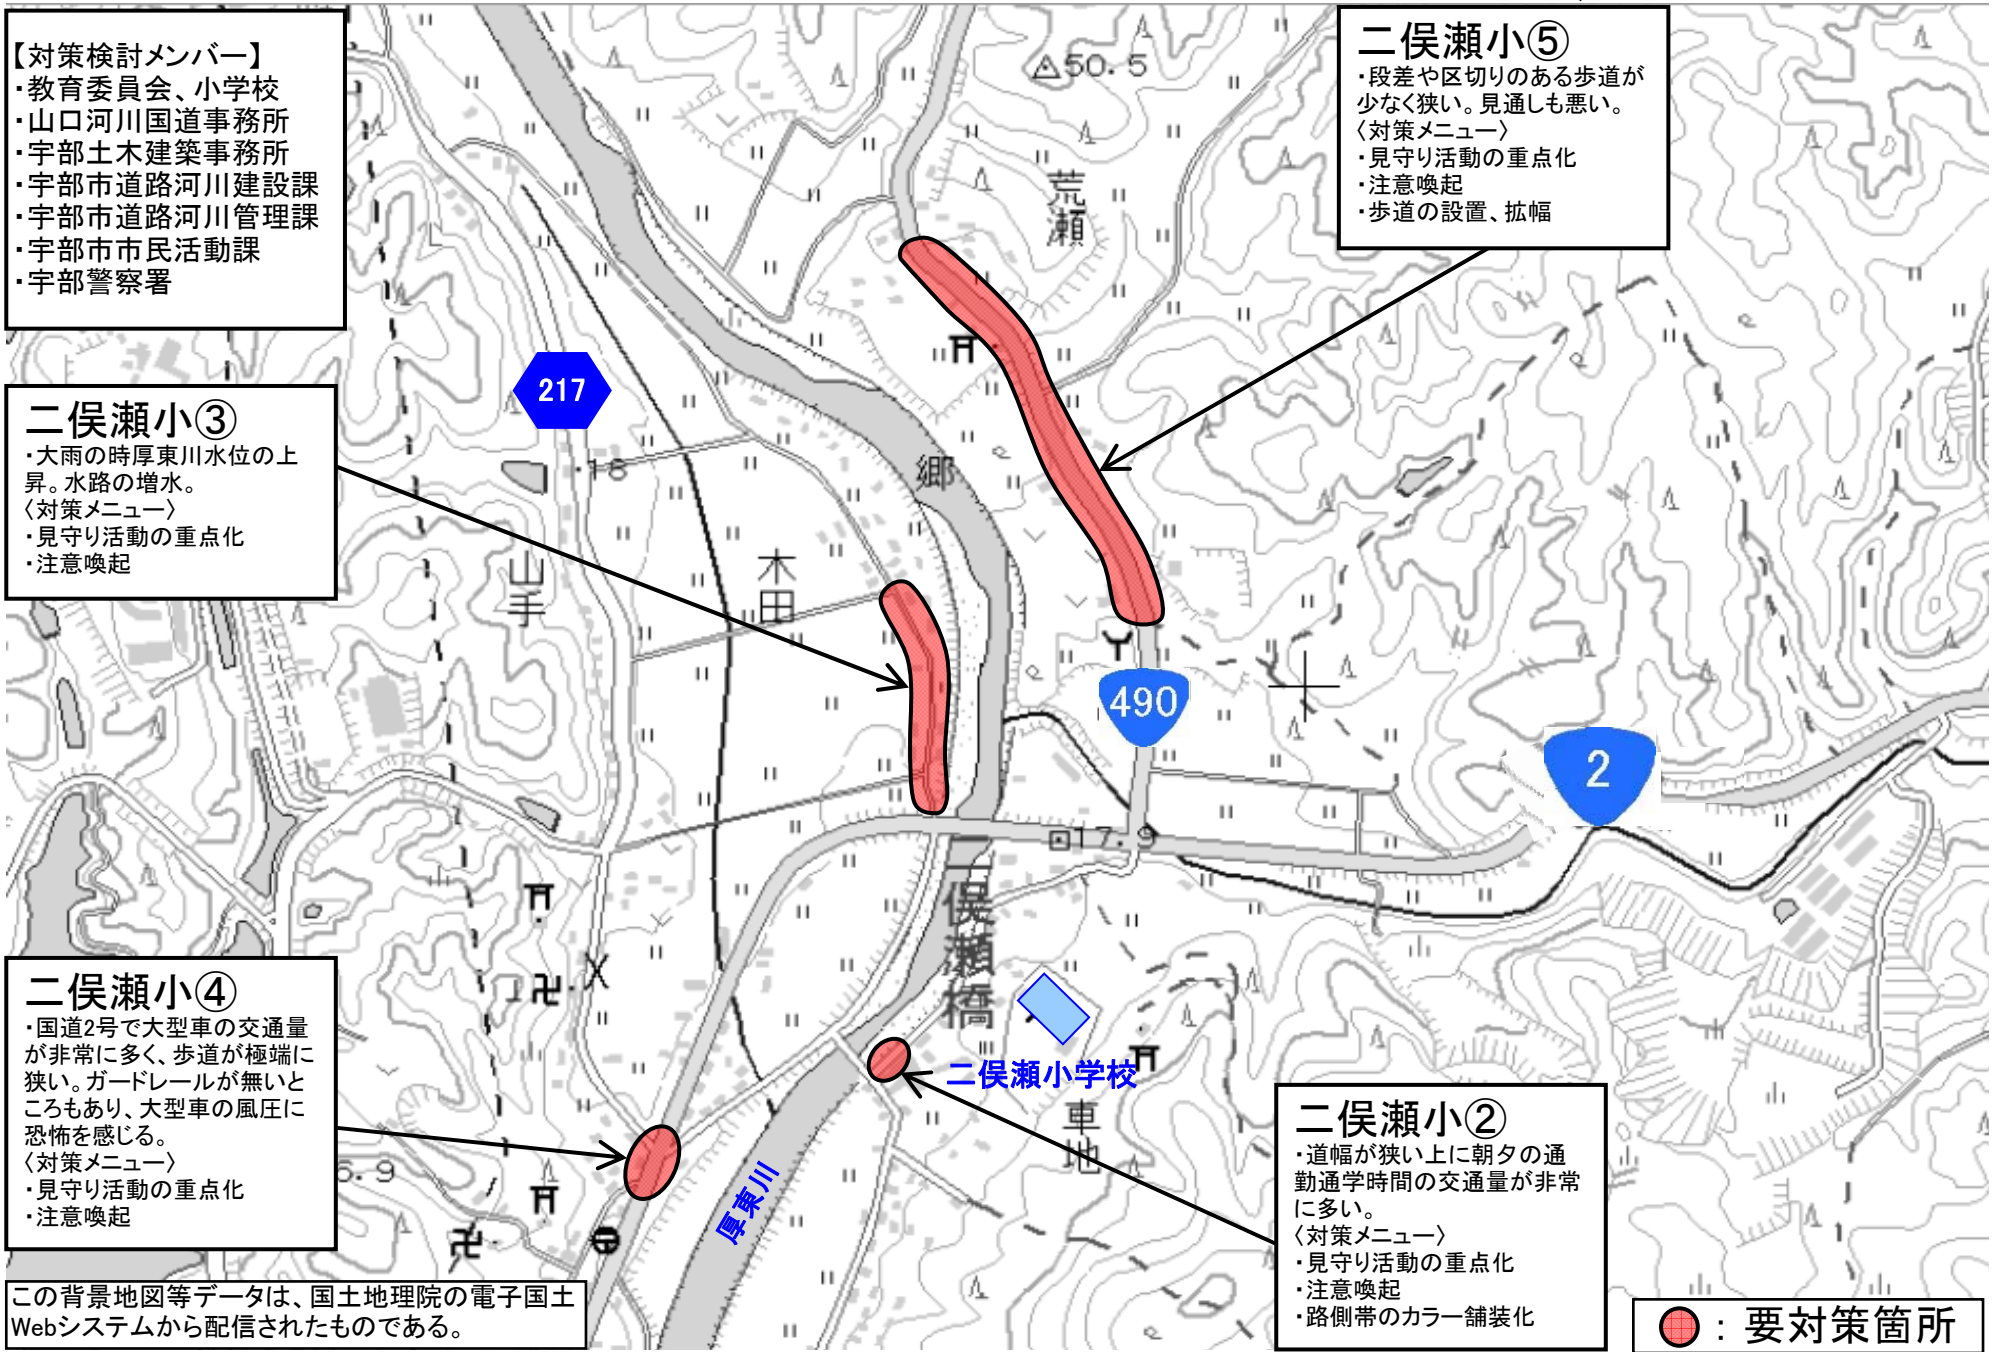 【対策検討メンバー】
・教育委員会、小学校
・山口河川国道事務所
・宇部土木建築事務所
・宇部市道路河川建設課
・宇部市道路河川管理課
・宇部市市民活動課
・宇部警察署
二俣瀬小⑤
・段差や区切りのある歩道が
少なく狭い。見通しも悪い。
〈対策メニュー〉
・見守り活動の重点化
・注意喚起
・歩道の設置、拡幅
50.5
荒瀬
217
二俣瀬小③
・大雨の時厚東川水位の上
昇。水路の増水。
〈対策メニュー〉
・見守り活動の重点化
・注意喚起
・18
郷
山手
木田
490
2
17.9
二俣瀬橋
二俣瀬小④
・国道2号で大型車の交通量
が非常に多く、歩道が極端に
狭い。ガードレールが無いと
ころもあり、大型車の風圧に
恐怖を感じる。
〈対策メニュー〉
・見守り活動の重点化
・注意喚起
6.9
二俣瀬小学校
車地
厚東川
二俣瀬小②
・道幅が狭い上に朝夕の通
勤通学時間の交通量が非常
に多い。
〈対策メニュー〉
・見守り活動の重点化
・注意喚起
・路側帯のカラー舗装化
この背景地図等データは、国土地理院の電子国土
Webシステムから配信されたものである。
：要対策箇所